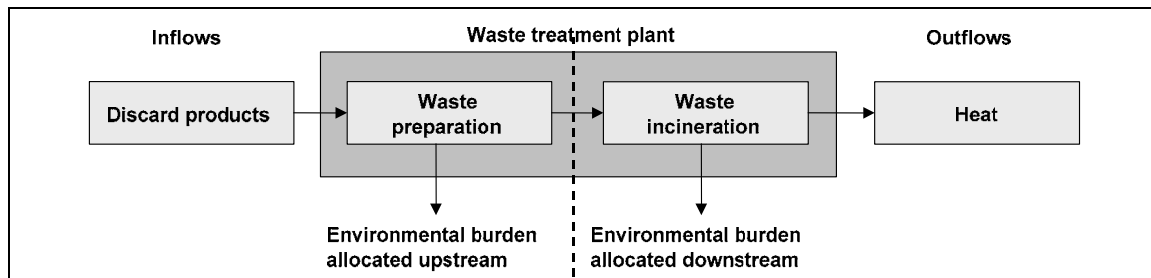 Inflows
Waste treatment plant
Outflows
Discard products
Waste
preparation
Waste
incineration
Heat
Environmental burden
allocated upstream
Environmental burden
allocated downstream